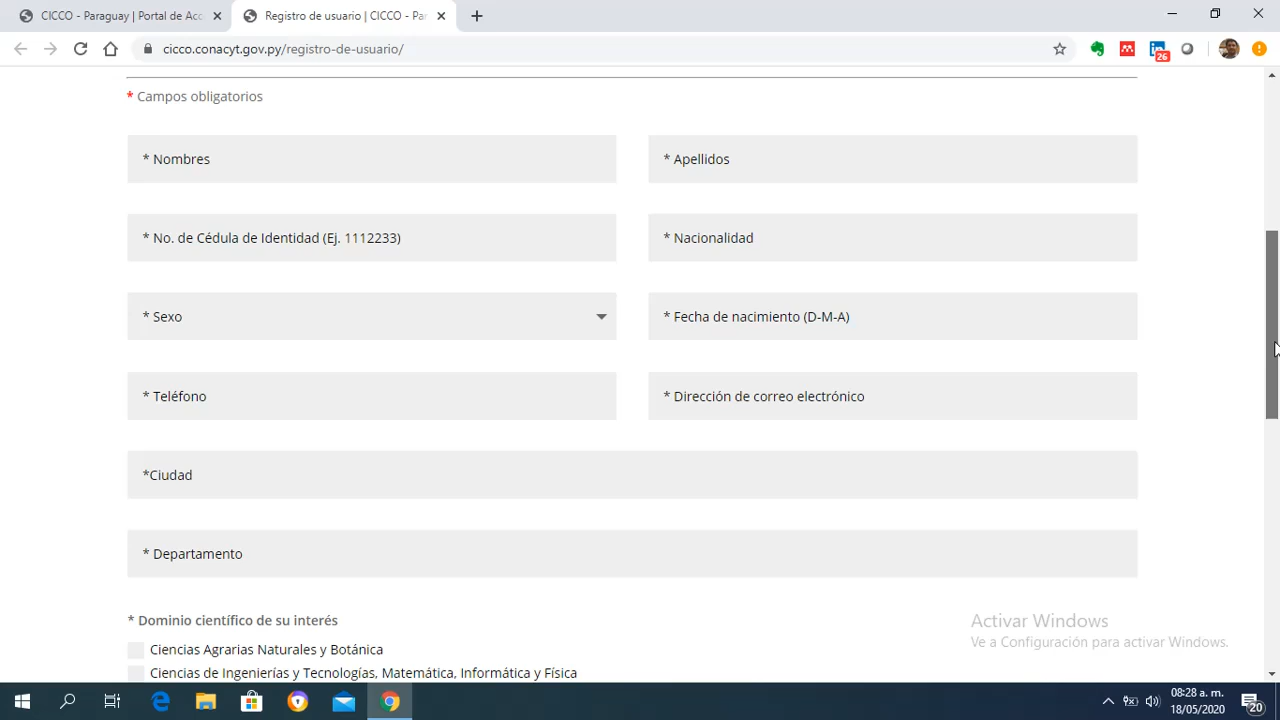 CICCO - Paraguay | Portal de Acc
Registro de usuario | CICCO - Par
cicco.conacyt.gov.py/registro-de-usuario/
26
* Campos obligatorios
* Nombres
* Apellidos
* No. de Cédula de Identidad (Ej. 1112233)
* Nacionalidad
* Sexo
* Fecha de nacimiento (D-M-A)
* Teléfono
* Dirección de correo electrónico
*Ciudad
* Departamento
* Dominio científico de su interés
Ciencias Agrarias Naturales y Botánica
Ciencias de Ingenierías y Tecnologías, Matemática, Informática y Física
Activar Windows
Ve a Configuración para activar Windows.
08:28 a. m.
18/05/2020
20